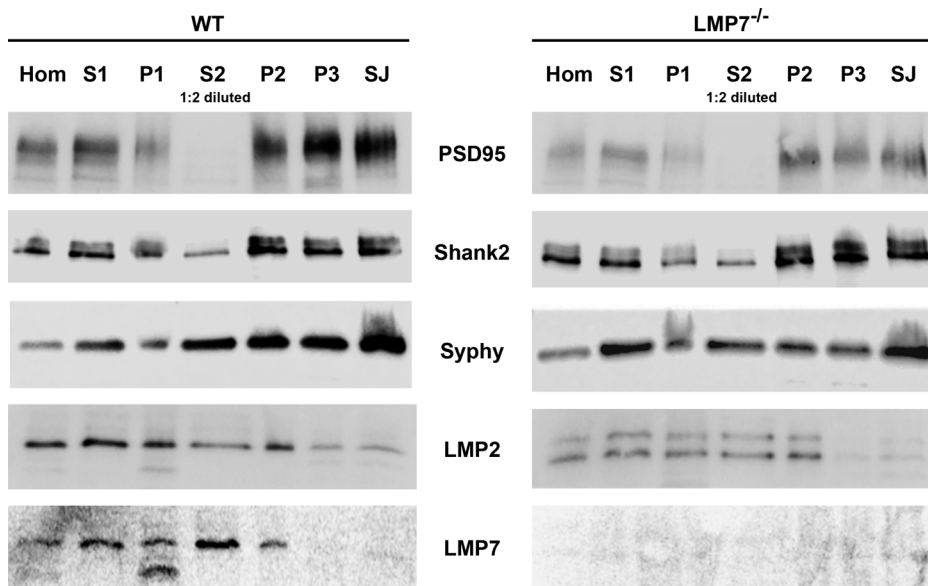 WT LMP7-/-
Hom S1 P1 S2 P2 P3 SJ Hom S1 P1 S2 P2 P3 SJ
1:2 diluted 1:2 diluted
PSD95
Shank2
Syphy
LMP2
LMP7